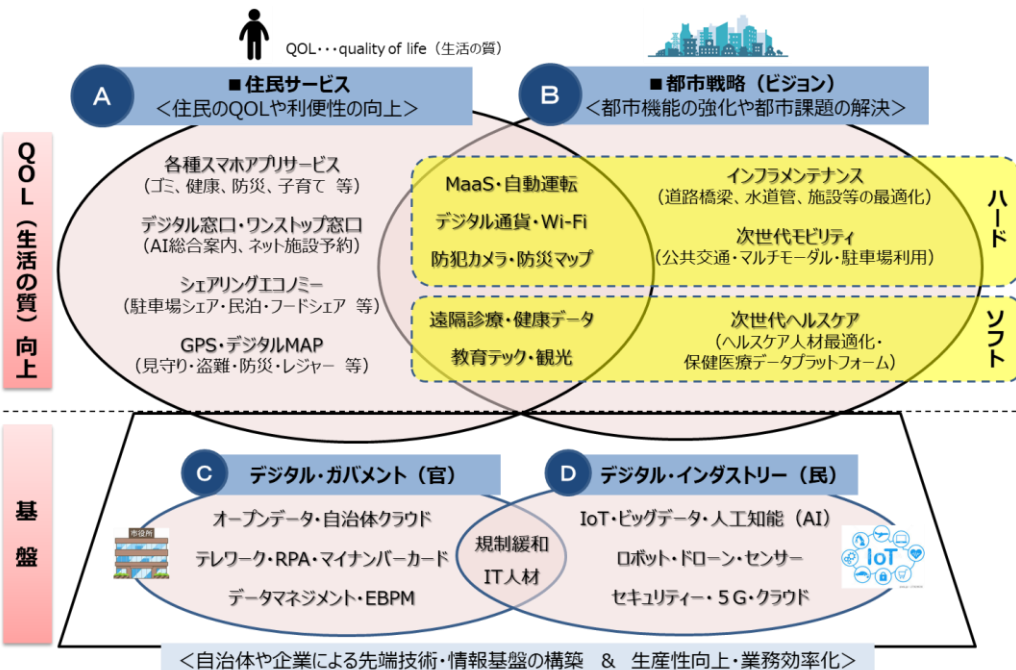 QOL・・・quality of life（生活の質）
A
■住民サービス
＜住民のQOLや利便性の向上＞
B
■都市戦略（ビジョン）
＜都市機能の強化や都市課題の解決＞
QOL（生活の質）向上
各種スマホアプリサービス
（ゴミ、健康、防災、子育て 等）
デジタル窓口・ワンストップ窓口
（AI総合案内、ネット施設予約）
シェアリングエコノミー
（駐車場シェア・民泊・フードシェア 等）
GPS・デジタルMAP
（見守り・盗難・防災・レジャー 等）
MaaS・自動運転
デジタル通貨・Wi-Fi
防犯カメラ・防災マップ
インフラメンテナンス
（道路橋梁、水道管、施設等の最適化）
次世代モビリティ
（公共交通・マルチモーダル・駐車場利用）
ハード
遠隔診療・健康データ
教育テック・観光
次世代ヘルスケア
（ヘルスケア人材最適化・
保健医療データプラットフォーム）
ソフト
基盤
C
デジタル・ガバメント（官）
市役所
オープンデータ・自治体クラウド
テレワーク・RPA・マイナンバーカード
データマネジメント・EBPM
規制緩和
IT人材
D
デジタル・インダストリー（民）
IoT・ビッグデータ・人工知能（AI）
ロボット・ドローン・センサー
セキュリティー・５G・クラウド
IoT
＜自治体や企業による先端技術・情報基盤の構築 ＆ 生産性向上・業務効率化＞